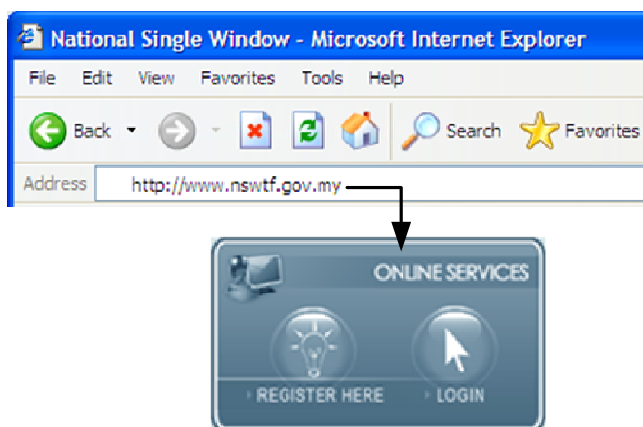 National Single Window - Microsoft Internet Explorer
File Edit View Favorites Tools Help
Back Search Favorites
Address http://www.nswtf.gov.my
ONLINE SERVICES
REGISTER HERE LOGIN